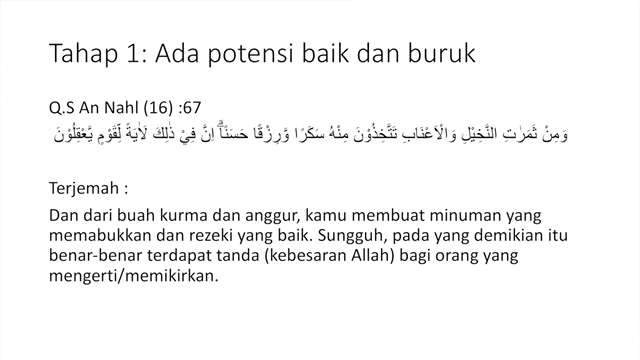 Tahap 1: Ada potensi baik dan buruk
Q.S An Nahl (16) :67
وَمِنْ ثَمَرٰتِ النَّخِيْلِ وَالْاَعْنَابِ تَتَّخِذُوْنَ مِنْهُ سَكَرًا وَّرِزْقًا حَسَنًاۗ اِنَّ فِيْ ذٰلِكَ لَاٰيَةً لِّقَوْمٍ يَّعْقِلُوْنَ
Terjemah :
Dan dari buah kurma dan anggur, kamu membuat minuman yang
memabukkan dan rezeki yang baik. Sungguh, pada yang demikian itu
benar-benar terdapat tanda (kebesaran Allah) bagi orang yang
mengerti/memikirkan.